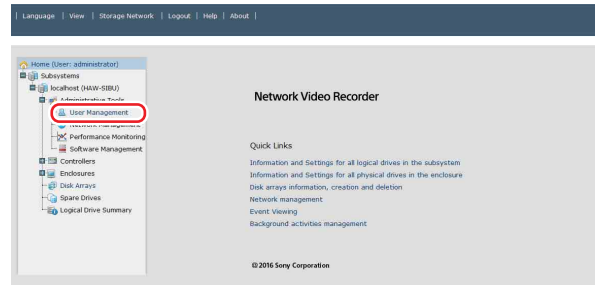 | Language | View | Storage Network | Logout | Help | About |
Home (User: administrator)
Subsystems
localhost (HAW-SIBU)
Administrative Tools
User Management
Network Management
Performance Monitoring
Software Management
Controllers
Enclosures
Disk Arrays
Spare Drives
Logical Drive Summary
Network Video Recorder
Quick Links
Information and Settings for all logical drives in the subsystem
Information and Settings for all physical drives in the enclosure
Disk arrays information, creation and deletion
Network management
Event Viewing
Background activities management
©2016 Sony Corporation